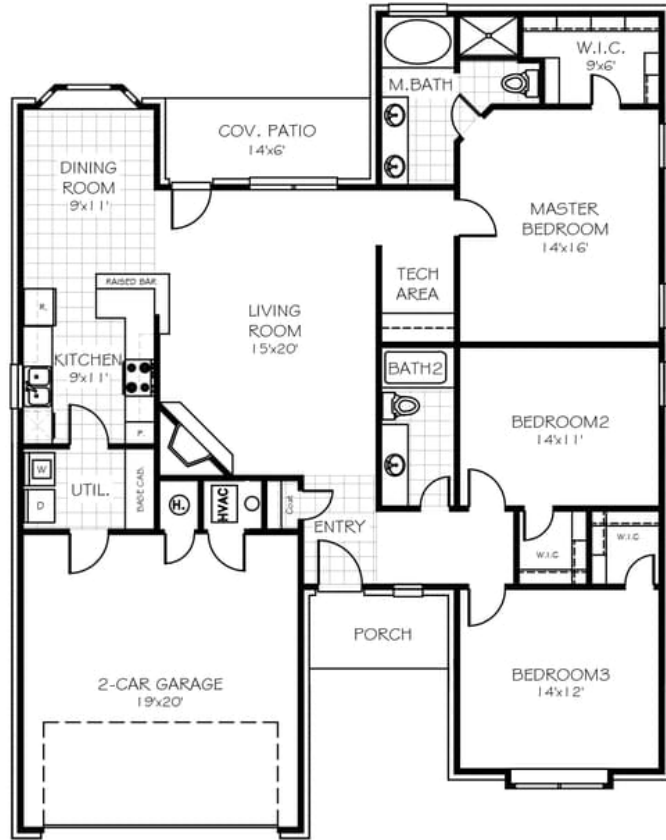 W.I.C.
9'x6'
M.BATH
COV. PATIO
14'x6'
DINING
ROOM
9'x11'
MASTER
BEDROOM
14'x16'
TECH
AREA
RAISED BAR
R.
LIVING
ROOM
15'x20'
KITCHEN
9'x11'
BATH2
BEDROOM2
14'x11'
P.
W
D
UTIL.
BASE CAB.
H.
HVAC
Coat
ENTRY
W.I.C
W.I.C
PORCH
2-CAR GARAGE
19'x20'
BEDROOM3
14'x12'